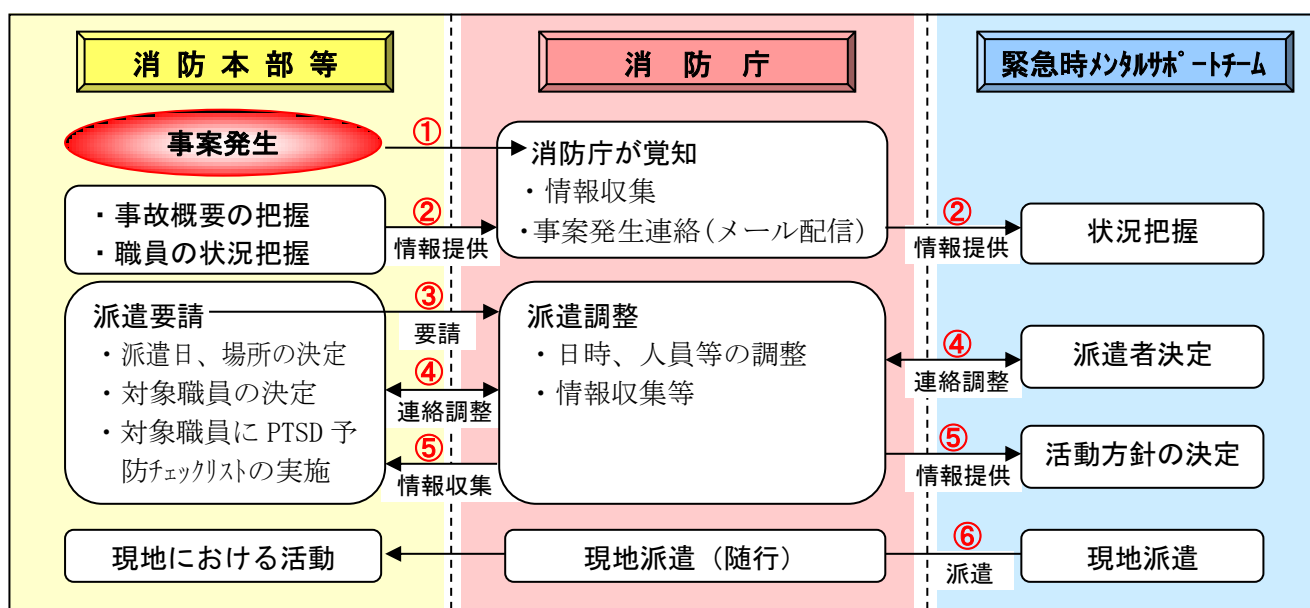 消防本部等
消防庁
緊急時ﾒﾝﾀﾙｻﾎﾟｰﾄﾁｰﾑ
事案発生
①
消防庁が覚知
・情報収集
・事案発生連絡(メール配信)
・事故概要の把握
・職員の状況把握
②
情報提供
②
情報提供
状況把握
派遣要請
・派遣日、場所の決定
・対象職員の決定
・対象職員に PTSD 予
防ﾁｪｯｸﾘｽﾄの実施
③
要請
④
連絡調整
⑤
情報収集
派遣調整
・日時、人員等の調整
・情報収集等
④
連絡調整
派遣者決定
⑤
情報提供
活動方針の決定
現地における活動
現地派遣（随行）
⑥
派遣
現地派遣